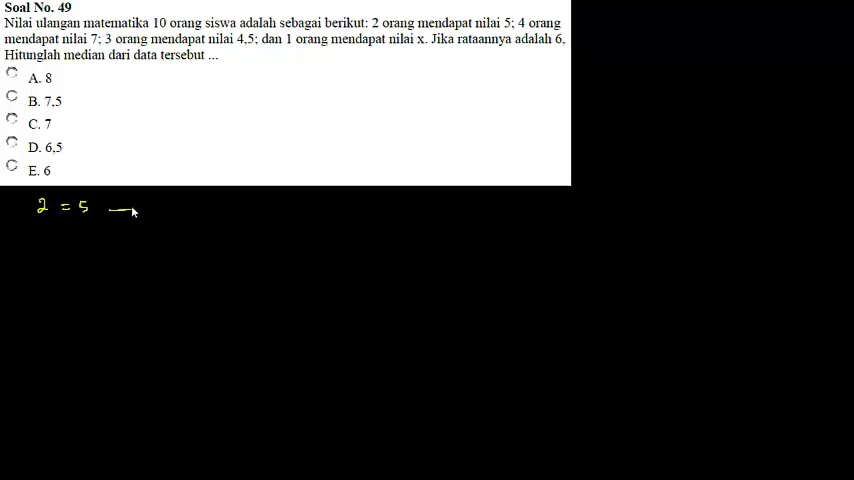 Soal No. 49
Nilai ulangan matematika 10 orang siswa adalah sebagai berikut: 2 orang mendapat nilai 5; 4 orang
mendapat nilai 7; 3 orang mendapat nilai 4,5; dan 1 orang mendapat nilai x. Jika rataannya adalah 6,
Hitunglah median dari data tersebut ...
A. 8
B. 7,5
C. 7
D. 6,5
E. 6
2 = 5 —